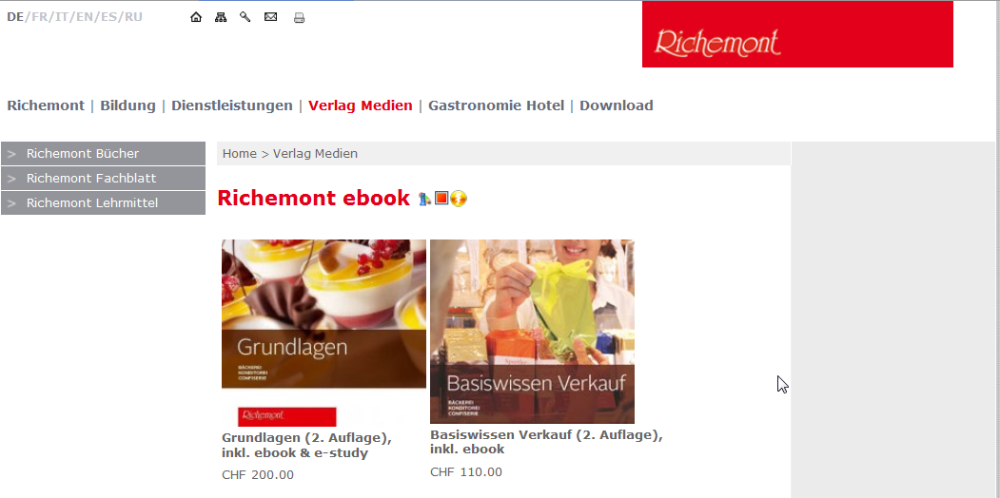 DE/FR/IT/EN/ES/RU
Richemont
Richemont | Bildung | Dienstleistungen | Verlag Medien | Gastronomie Hotel | Download
> Richemont Bücher
> Richemont Fachblatt
> Richemont Lehrmittel
Home > Verlag Medien
Richemont ebook
Grundlagen
BÄCKEREI
KONDITOREI
CONFISERIE
Richemont
Grundlagen (2. Auflage),
inkl. ebook & e-study
CHF 200.00
Basiswissen Verkauf
BÄCKEREI
KONDITOREI
CONFISERIE
Basiswissen Verkauf (2. Auflage),
inkl. ebook
CHF 110.00